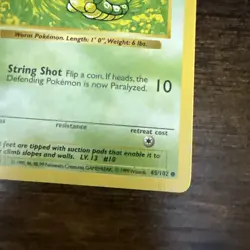 Worm Pokémon. Length: 1' 0", Weight: 6 lbs.
String Shot Flip a coin. If heads, the
Defending Pokémon is now Paralyzed.
10
resistance
retreat cost
feet are tipped with suction pads that enable it to
climb slopes and walls. LV. 13 #10
45/102